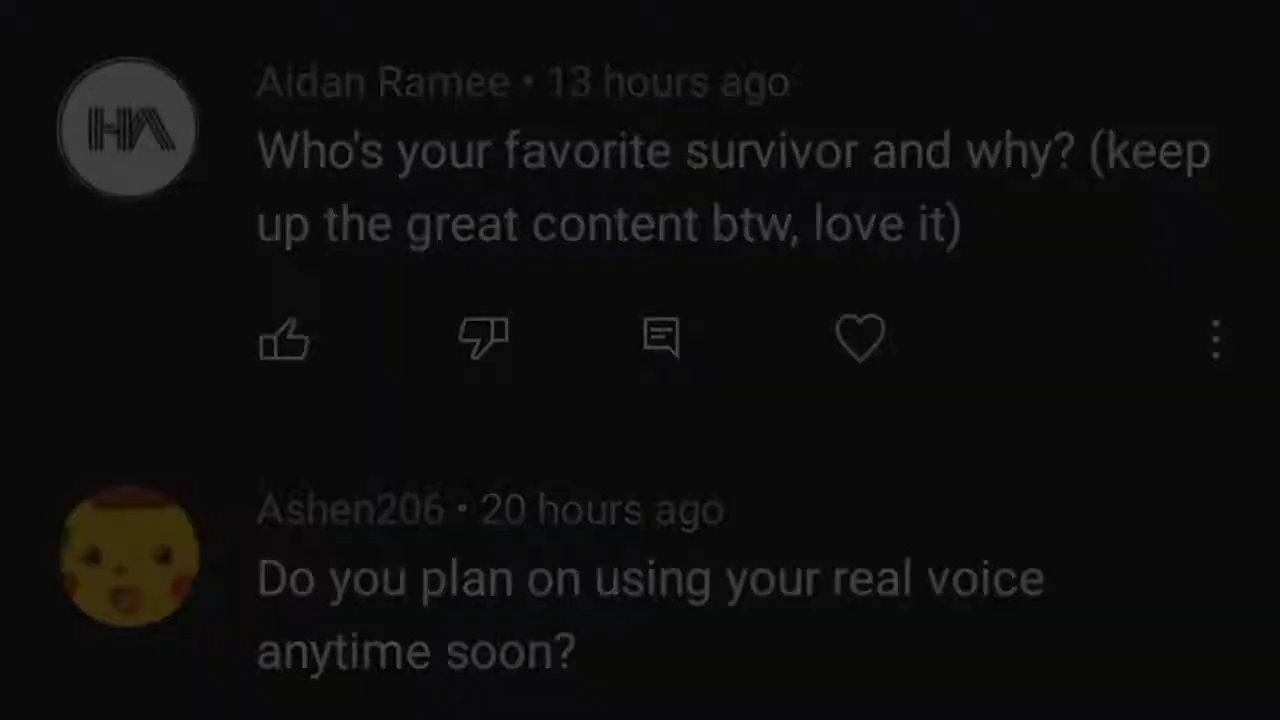 Aidan Ramee • 13 hours ago
Who's your favorite survivor and why? (keep
up the great content btw, love it)
Ashen206 • 20 hours ago
Do you plan on using your real voice
anytime soon?